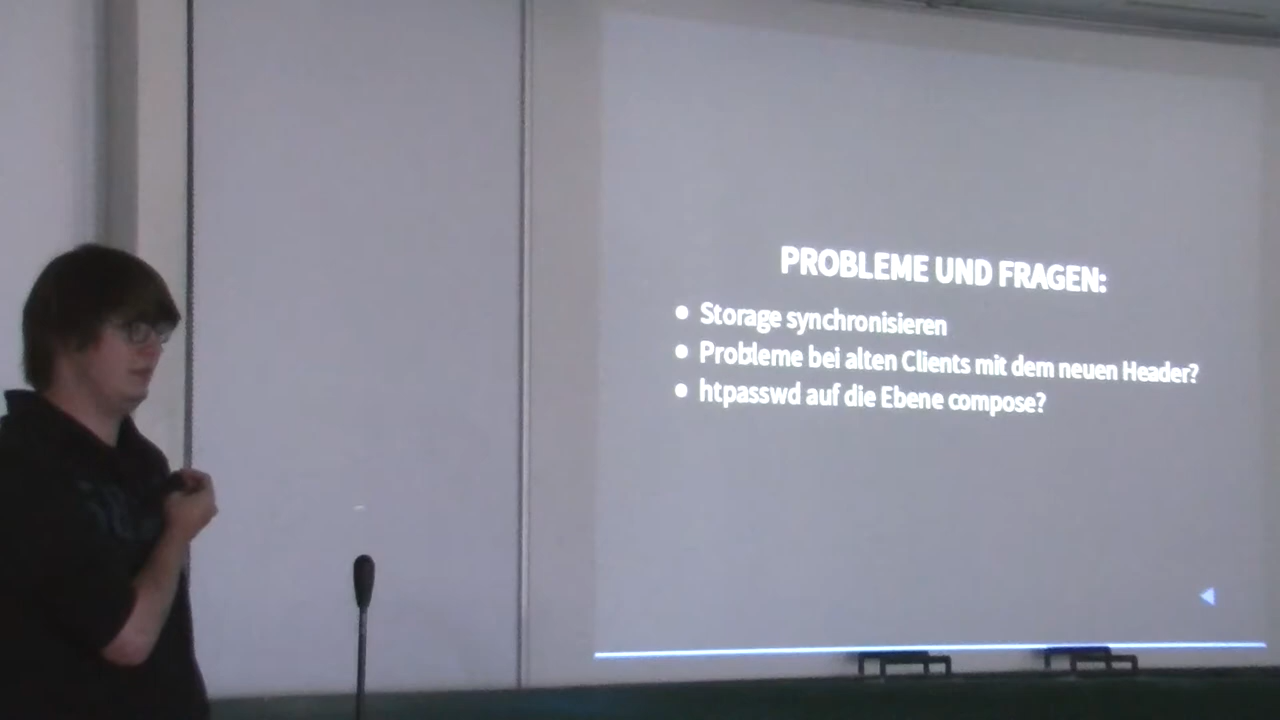 PROBLEME UND FRAGEN:
Storage synchronisieren
Probleme bei alten Clients mit dem neuen Header?
htpasswd auf die Ebene compose?